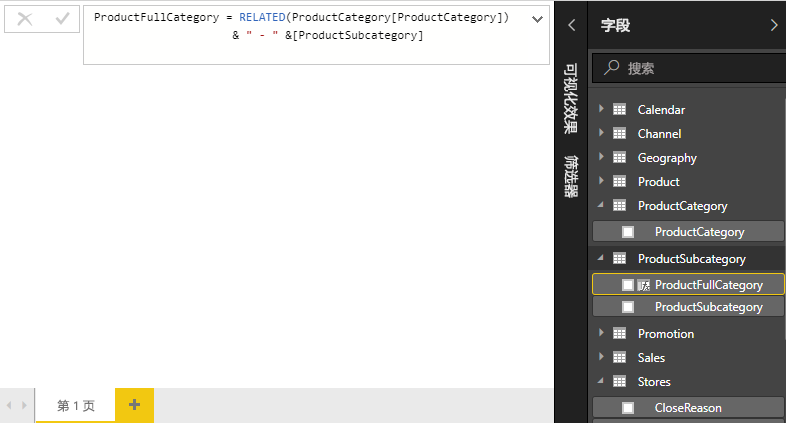 ProductFullCategory = RELATED(ProductCategory[ProductCategory])
& " - " &[ProductSubcategory]
第 1 页
可视化效果
筛选器
字段
搜索
Calendar
Channel
Geography
Product
ProductCategory
ProductCategory
ProductSubcategory
ProductFullCategory
ProductSubcategory
Promotion
Sales
Stores
CloseReason